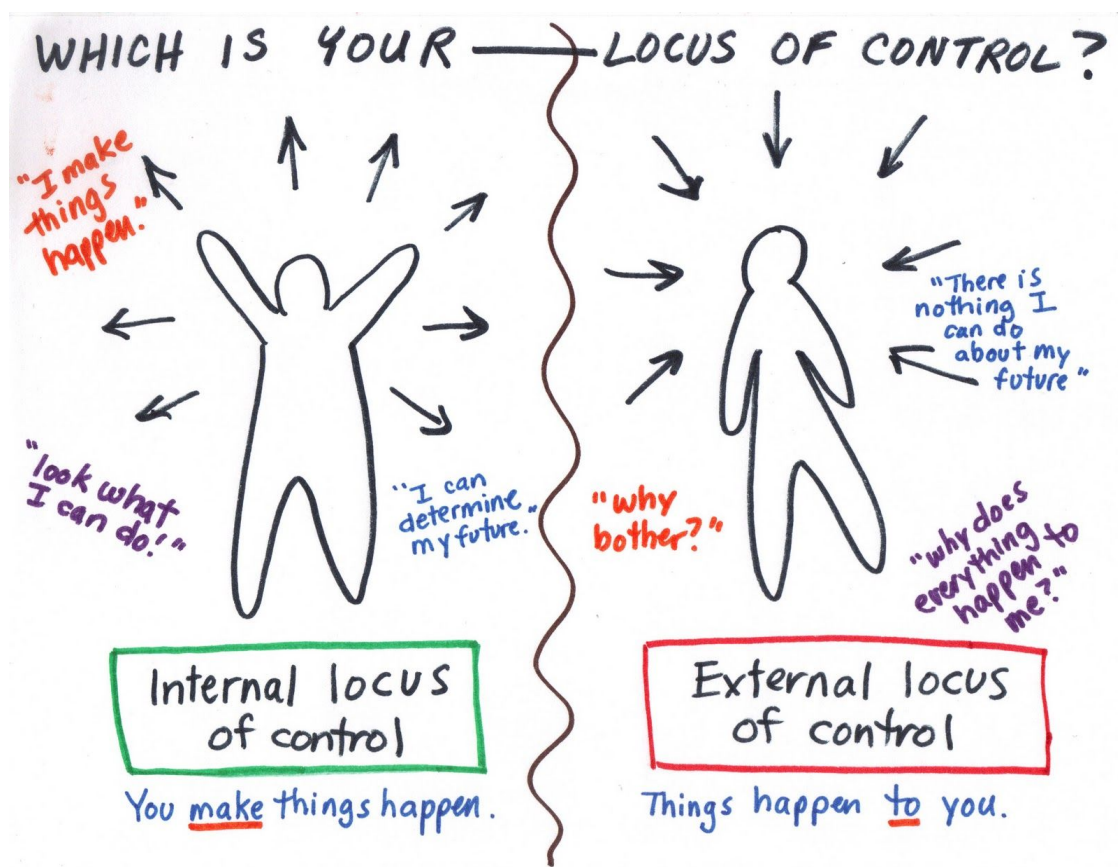 WHICH IS YOUR — LOCUS OF CONTROL?
"I make
things
happen."
"look what
I can do!"
"I can
determine
my future."
Internal locus
of control
You make things happen.
"There is
nothing I
can do
about my
future"
"why
bother?"
"why does
everything
happen to
me?"
External locus
of control
Things happen to you.